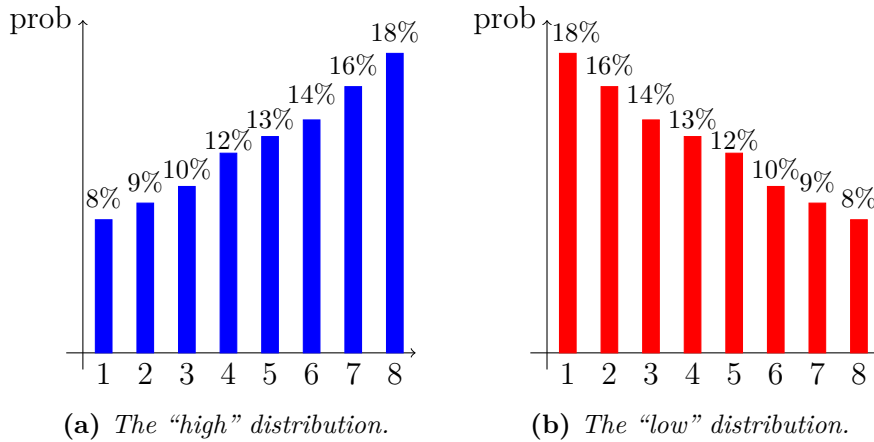 prob
8%
9%
10%
12%
13%
14%
16%
18%
1 2 3 4 5 6 7 8
(a) The “high” distribution.
prob
18%
16%
14%
13%
12%
10%
9%
8%
1 2 3 4 5 6 7 8
(b) The “low” distribution.